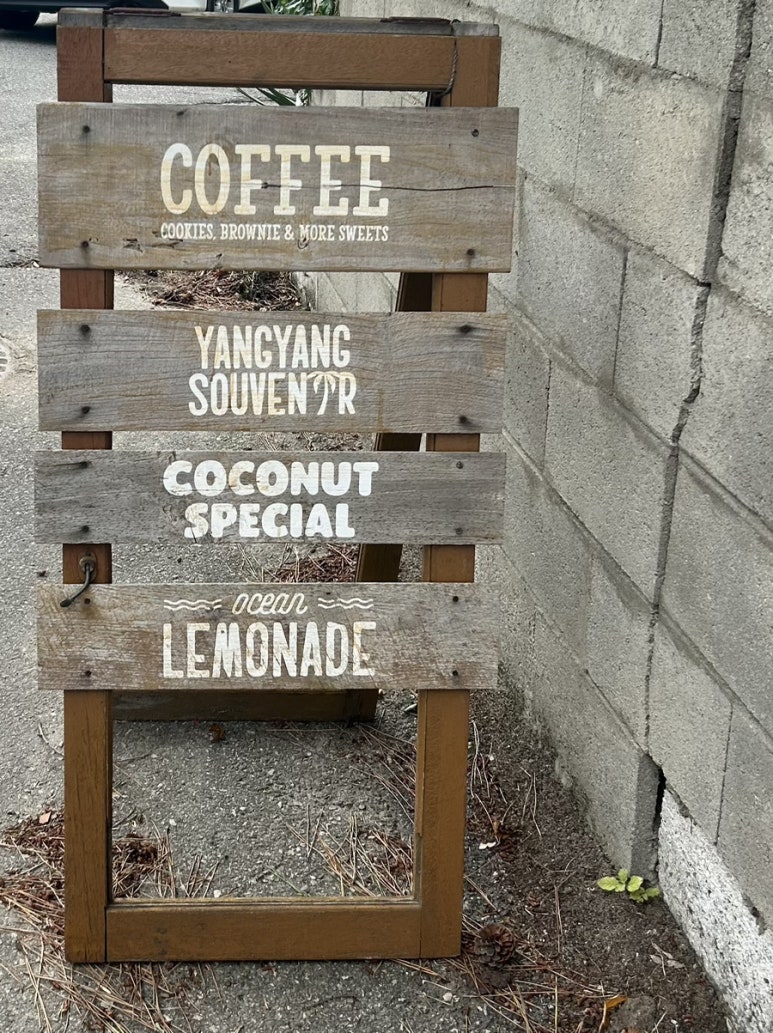 COFFEE
COOKIES, BROWNIE & MORE SWEETS
YANGYANG
SOUVENIR
COCONUT
SPECIAL
ocean
LEMONADE